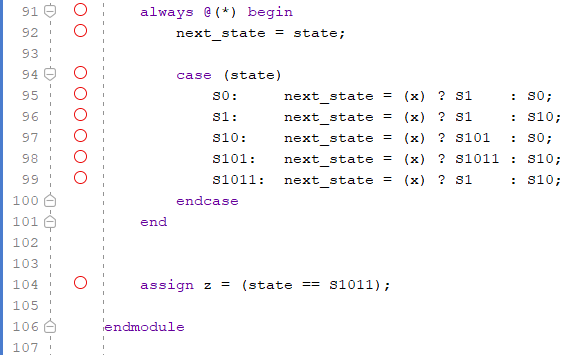 91 always @(*) begin
92 next_state = state;
93
94 case (state)
95 S0: next_state = (x) ? S1 : S0;
96 S1: next_state = (x) ? S1 : S10;
97 S10: next_state = (x) ? S101 : S0;
98 S101: next_state = (x) ? S1011 : S10;
99 S1011: next_state = (x) ? S1 : S10;
100 endcase
101 end
102
103
104 assign z = (state == S1011);
105
106 endmodule
107